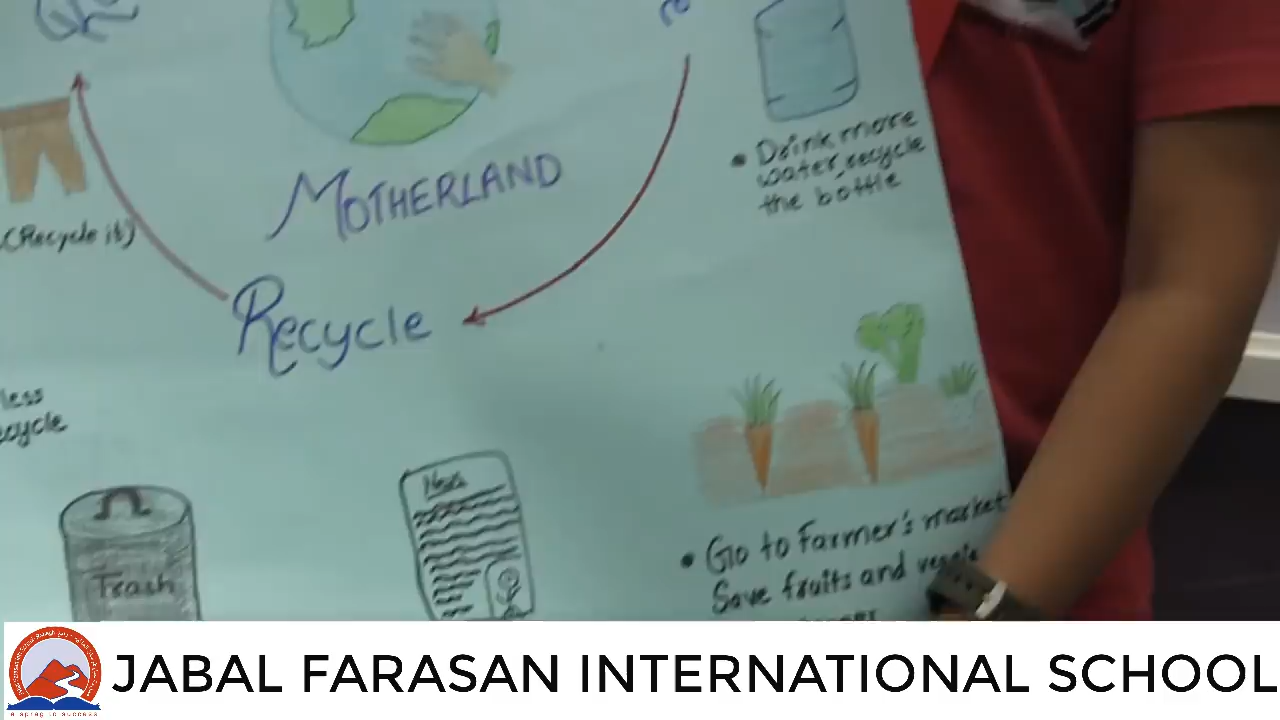 MOTHERLAND
• Drink more
water, recycle
the bottle
(Recycle it)
Recycle
less
ecycle
News
Trash
• Go to Farmer's market
Save fruits and veggie
JABAL FARASAN INTERNATIONAL SCHOOL